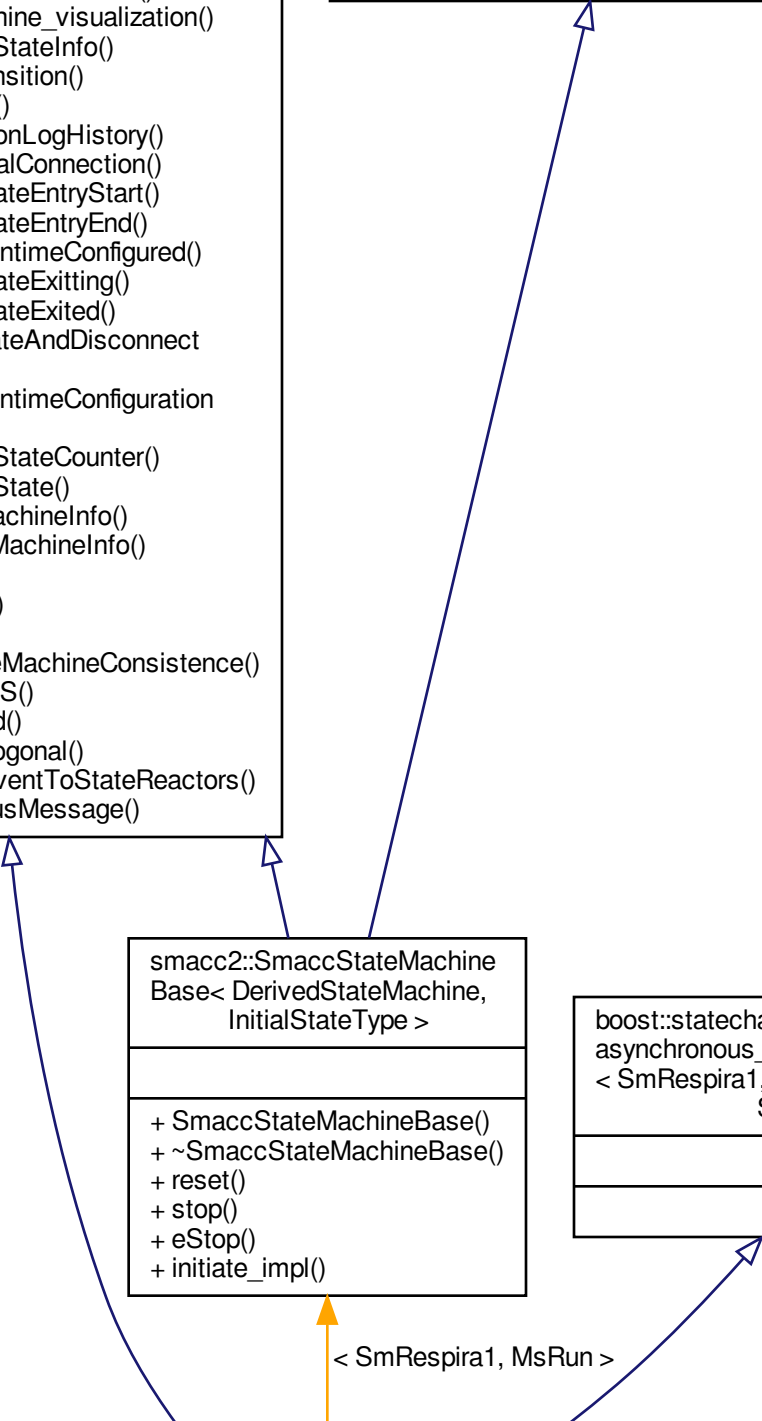 hine_visualization()
StateInfo()
nsition()
()
onLogHistory()
alConnection()
ateEntryStart()
ateEntryEnd()
ntimeConfigured()
ateExitting()
ateExited()
ateAndDisconnect
ntimeConfiguration
StateCounter()
State()
achineInfo()
MachineInfo()
)
eMachineConsistence()
S()
d()
ogonal()
ventToStateReactors()
usMessage()
smacc2::SmaccStateMachine
Base< DerivedStateMachine,
InitialStateType >
+ SmaccStateMachineBase()
+ ~SmaccStateMachineBase()
+ reset()
+ stop()
+ eStop()
+ initiate_impl()
boost::statecha
asynchronous_
< SmRespira1,
S
< SmRespira1, MsRun >